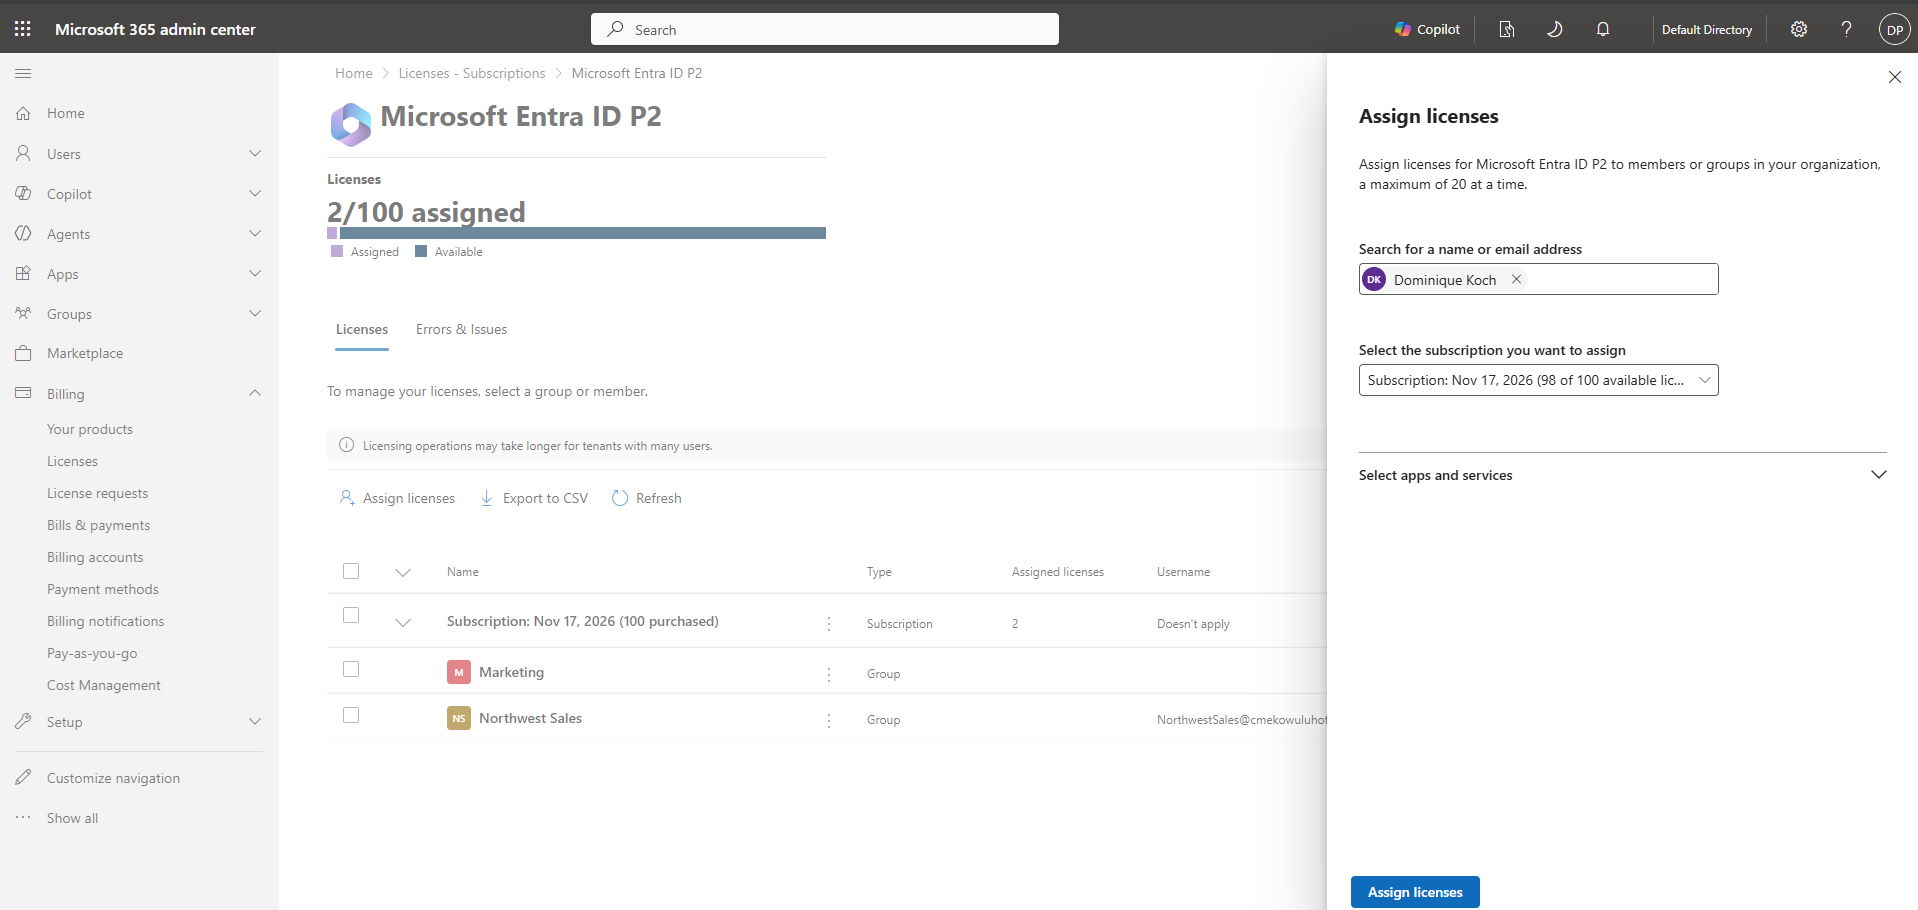 Microsoft 365 admin center
Search
Copilot
Default Directory
DP
Home
Users
Copilot
Agents
Apps
Groups
Marketplace
Billing
Your products
Licenses
License requests
Bills & payments
Billing accounts
Payment methods
Billing notifications
Pay-as-you-go
Cost Management
Setup
Customize navigation
Show all
Home > Licenses - Subscriptions > Microsoft Entra ID P2
Microsoft Entra ID P2
Licenses
2/100 assigned
Assigned Available
Licenses Errors & Issues
To manage your licenses, select a group or member.
Licensing operations may take longer for tenants with many users.
Assign licenses Export to CSV Refresh
Name Type Assigned licenses Username
Subscription: Nov 17, 2026 (100 purchased) Subscription 2 Doesn't apply
M Marketing Group
NS Northwest Sales Group NorthwestSales@cmekowuluhot
Assign licenses
Assign licenses for Microsoft Entra ID P2 to members or groups in your organization,
a maximum of 20 at a time.
Search for a name or email address
DK Dominique Koch
Select the subscription you want to assign
Subscription: Nov 17, 2026 (98 of 100 available lic...
Select apps and services
Assign licenses